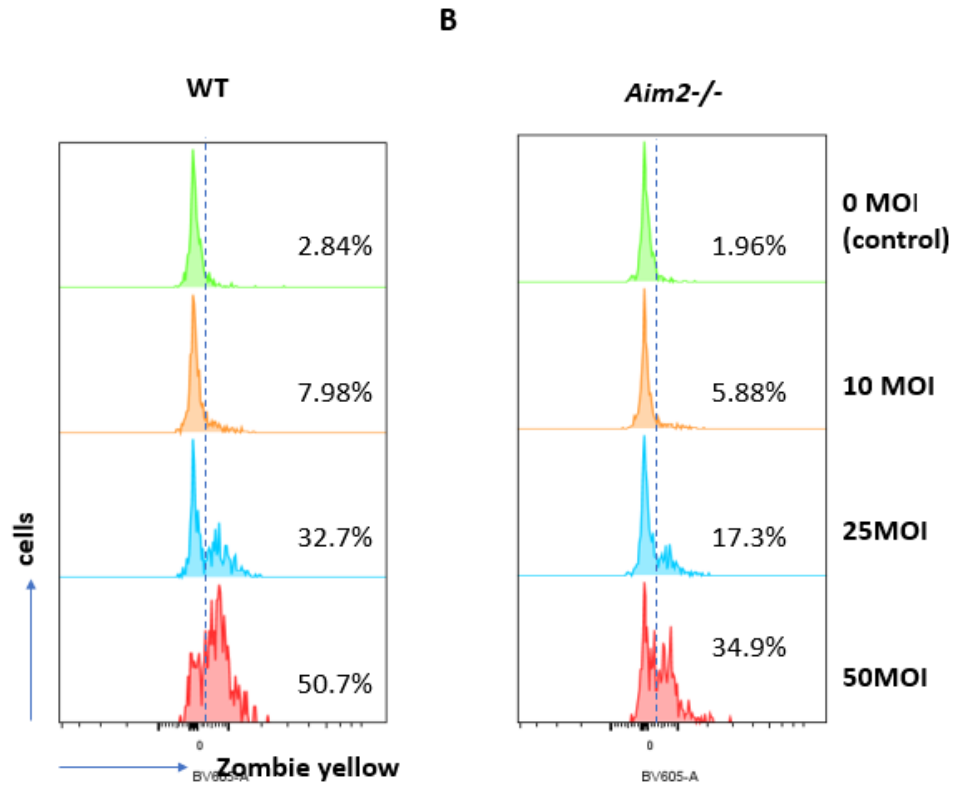 B
WT
Aim2-/-
2.84%
1.96%
0 MOI
(control)
7.98%
5.88%
10 MOI
32.7%
17.3%
25MOI
50.7%
34.9%
50MOI
cells
0
0
Zombie yellow
BV605-A
BV605-A